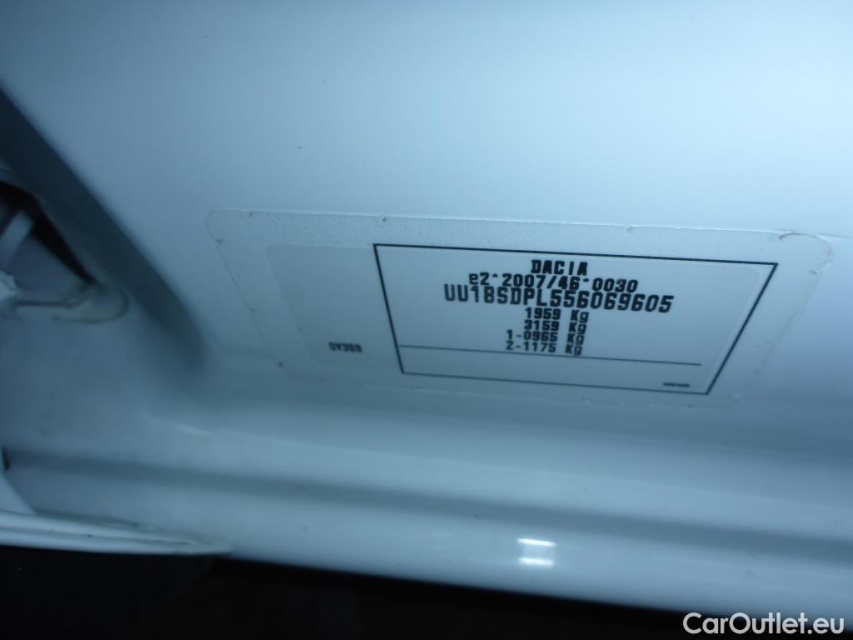 DACIA
e2-2007/46-0030
UU1BSDPL556069605
1959 Kg
3159 Kg
1-0965 Kg
2-1175 Kg
CarOutlet.eu